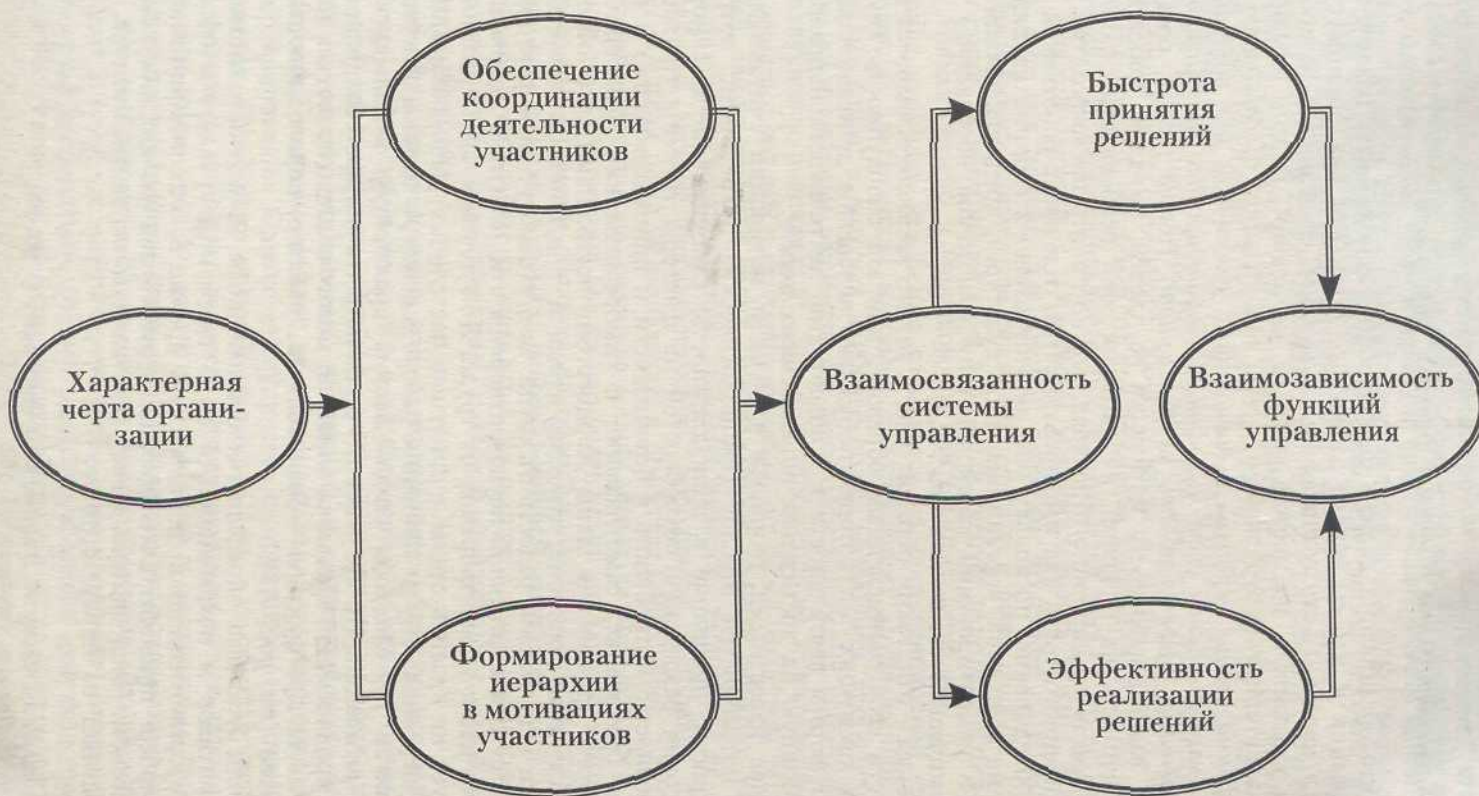 Характерная
черта органи-
зации
Обеспечение
координации
деятельности
участников
Формирование
иерархии
в мотивациях
участников
Взаимосвязанность
системы
управления
Быстрота
принятия
решений
Эффективность
реализации
решений
Взаимозависимость
функций
управления